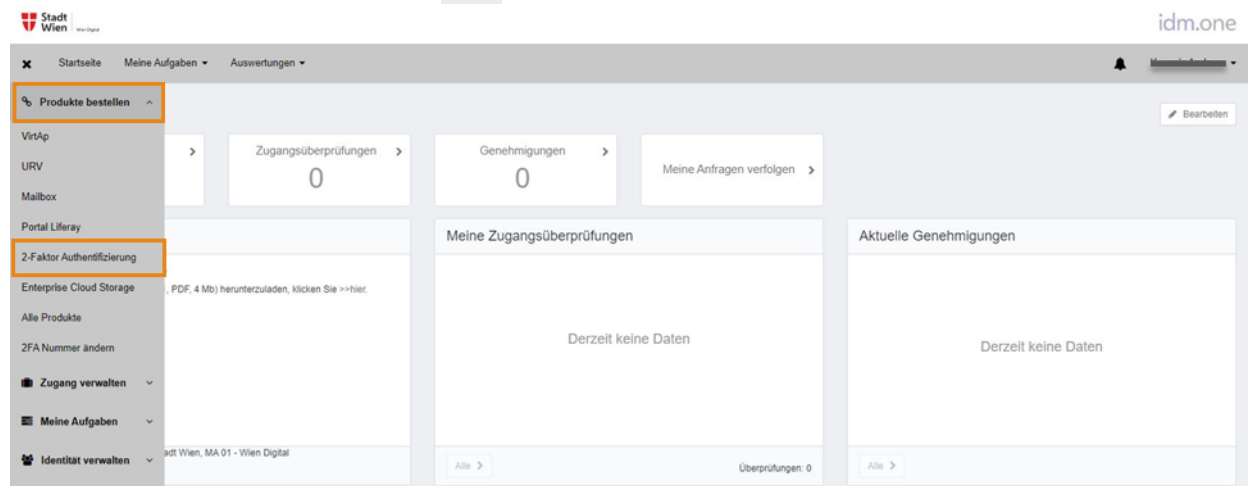 Stadt
Wien
Wien Digital
idm.one
Startseite Meine Aufgaben Auswertungen
Produkte bestellen
Bearbeiten
VirtAp
URV
Mailbox
Portal Liferay
2-Faktor Authentifizierung
Enterprise Cloud Storage
Alle Produkte
2FA Nummer ändern
Zugang verwalten
Meine Aufgaben
Identität verwalten
Zugangsüberprüfungen
0
Genehmigungen
0
Meine Anfragen verfolgen
, PDF, 4 Mb) herunterzuladen, klicken Sie >>hier.
adt Wien, MA 01 - Wien Digital
Meine Zugangsüberprüfungen
Derzeit keine Daten
Alle
Überprüfungen: 0
Aktuelle Genehmigungen
Derzeit keine Daten
Alle